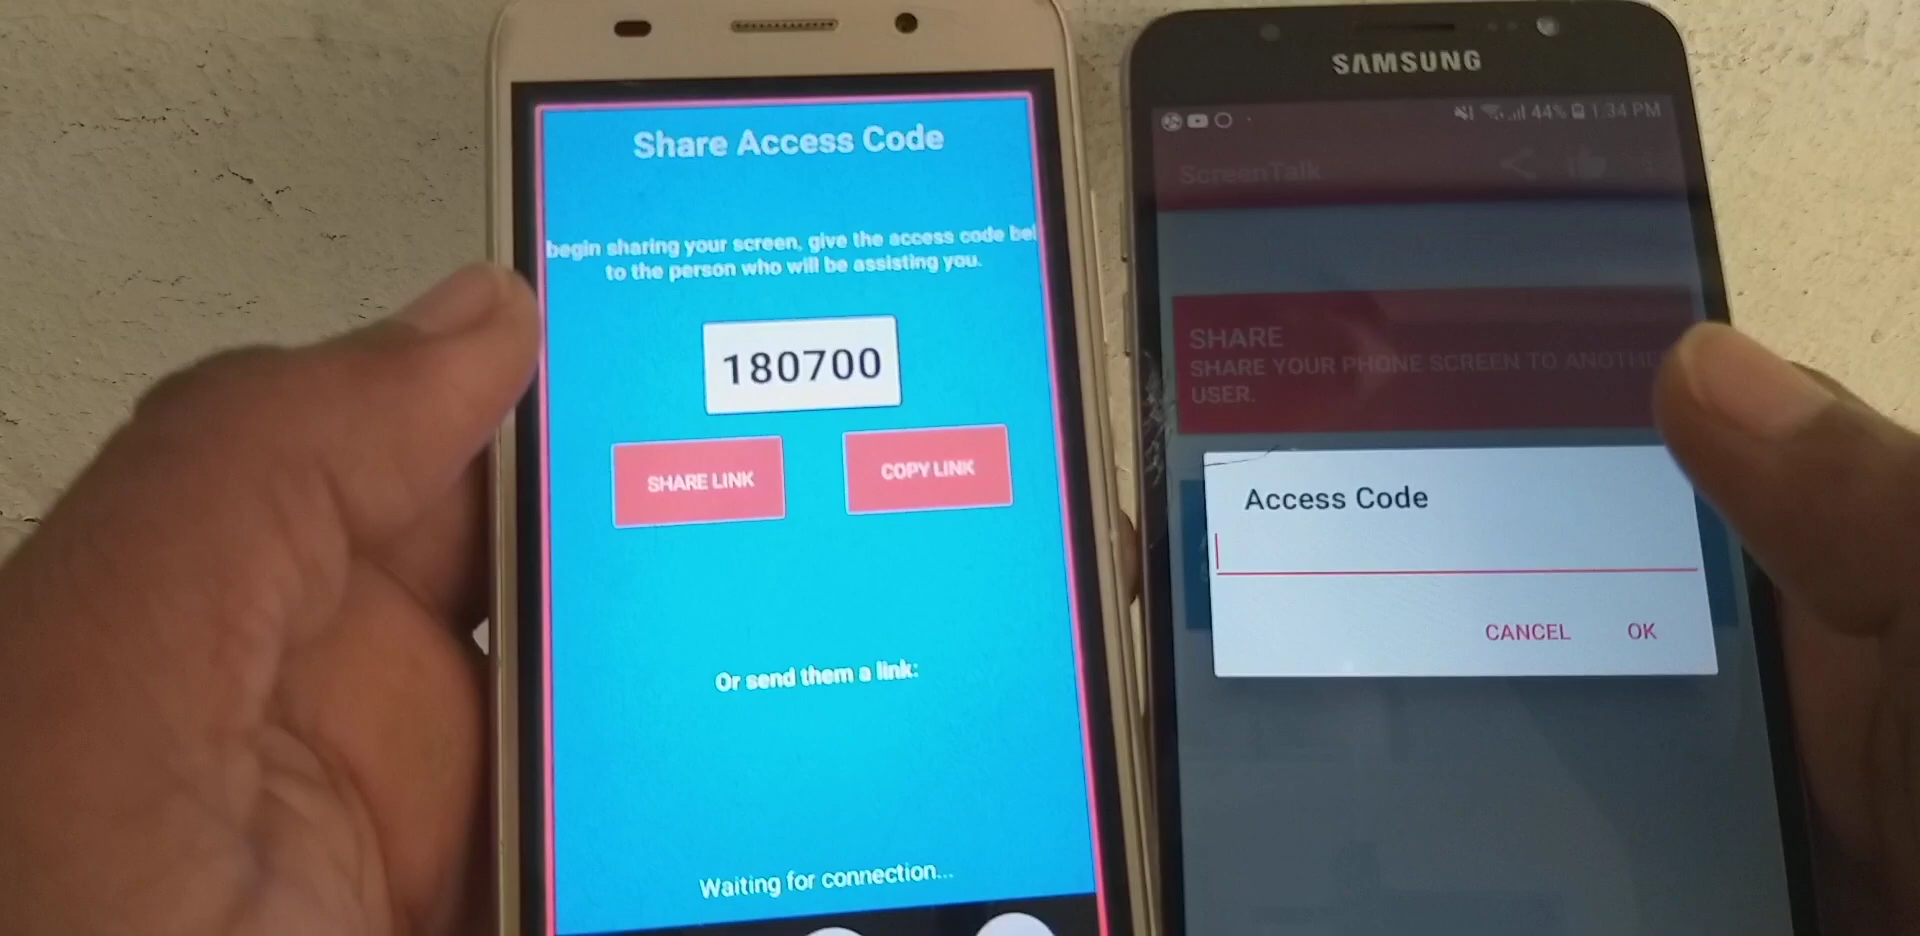 Share Access Code
begin sharing your screen, give the access code bel
to the person who will be assisting you.
180700
SHARE LINK
COPY LINK
Or send them a link:
Waiting for connection...
SAMSUNG
44% 1:34 PM
ScreenTalk
SHARE
SHARE YOUR PHONE SCREEN TO ANOTHE
USER.
Access Code
CANCEL
OK